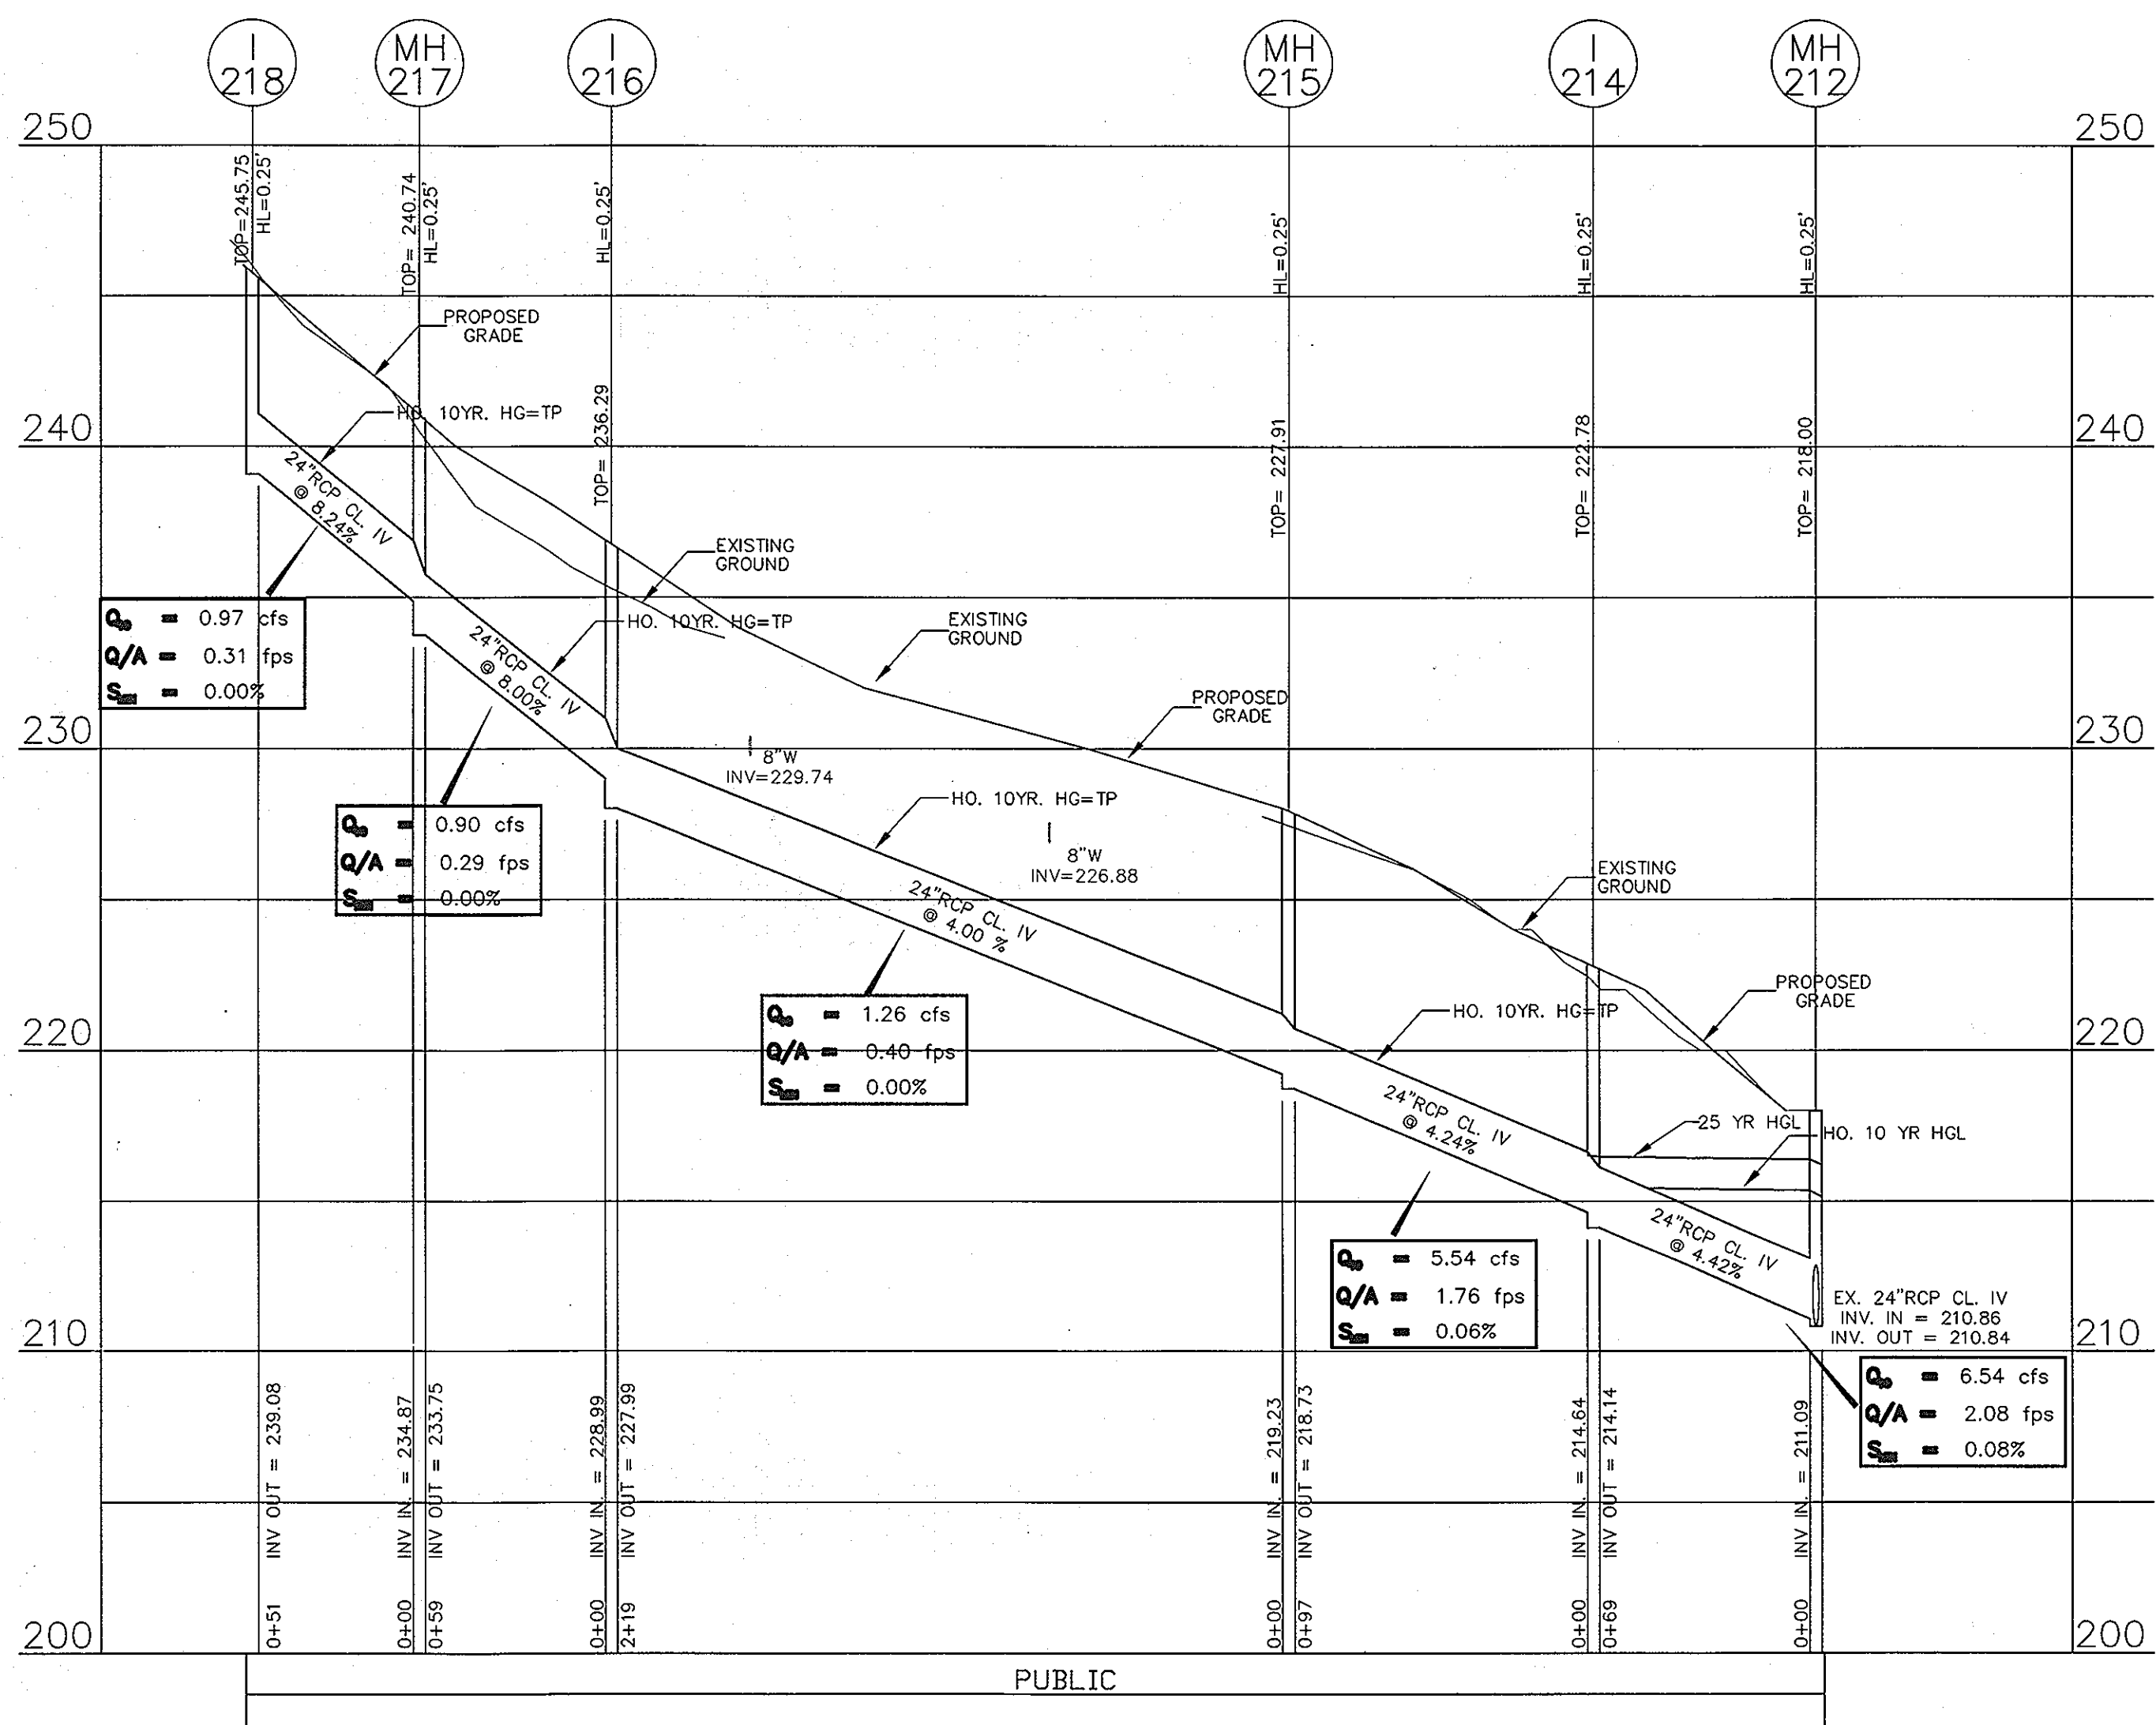 I
218
MH
217
I
216
MH
215
I
214
MH
212
250
250
TOP=245.75
HL=0.25'
TOP= 240.74
HL=0.25'
TOP= 236.29
HL=0.25'
TOP= 227.91
HL=0.25'
TOP= 222.78
HL=0.25'
TOP= 218.00
HL=0.25'
PROPOSED
GRADE
HO. 10YR. HG=TP
240
240
24"RCP CL. IV
@ 8.24%
EXISTING
GROUND
Q10 = 0.97 cfs
Q/A = 0.31 fps
= 0.00%
HO. 10YR. HG=TP
EXISTING
GROUND
24"RCP CL. IV
@ 8.00%
PROPOSED
GRADE
230
230
8"W
INV=229.74
HO. 10YR. HG=TP
Q10 = 0.90 cfs
Q/A = 0.29 fps
= 0.00%
8"W
INV=226.88
EXISTING
GROUND
24"RCP CL. IV
@ 4.00 %
PROPOSED
GRADE
Q10 = 1.26 cfs
Q/A = 0.40 fps
= 0.00%
HO. 10YR. HG=TP
220
220
24"RCP CL. IV
@ 4.24%
25 YR HGL
HO. 10 YR HGL
24"RCP CL. IV
@ 4.42%
Q10 = 5.54 cfs
Q/A = 1.76 fps
= 0.06%
EX. 24"RCP CL. IV
INV. IN = 210.86
INV. OUT = 210.84
210
210
Q10 = 6.54 cfs
Q/A = 2.08 fps
= 0.08%
0+51 INV OUT = 239.08
0+00 INV IN. = 234.87
0+59 INV OUT = 233.75
0+00 INV IN. = 228.99
2+19 INV OUT = 227.99
0+00 INV IN. = 219.23
0+97 INV OUT = 218.73
0+00 INV IN. = 214.64
0+69 INV OUT = 214.14
0+00 INV IN. = 211.09
200
200
PUBLIC